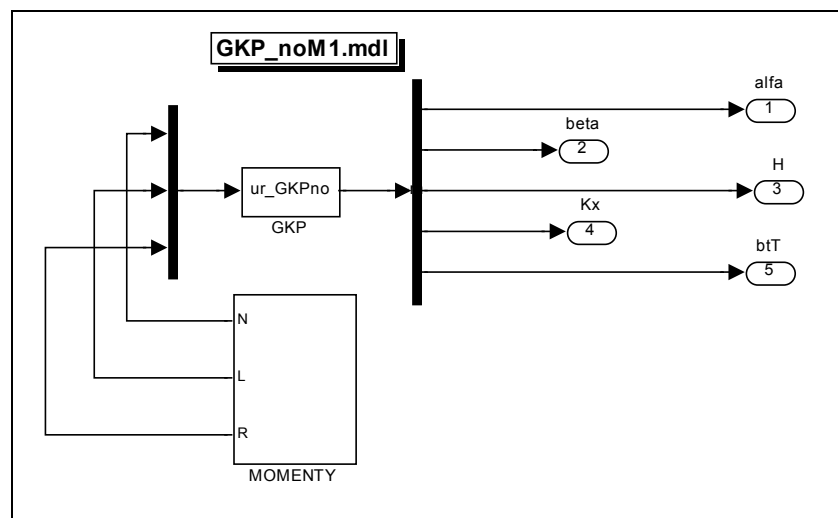 GKP_noM1.mdl
alfa
1
beta
2
H
3
ur_GKPno
GKP
Kx
4
btT
5
N
L
R
MOMENTY